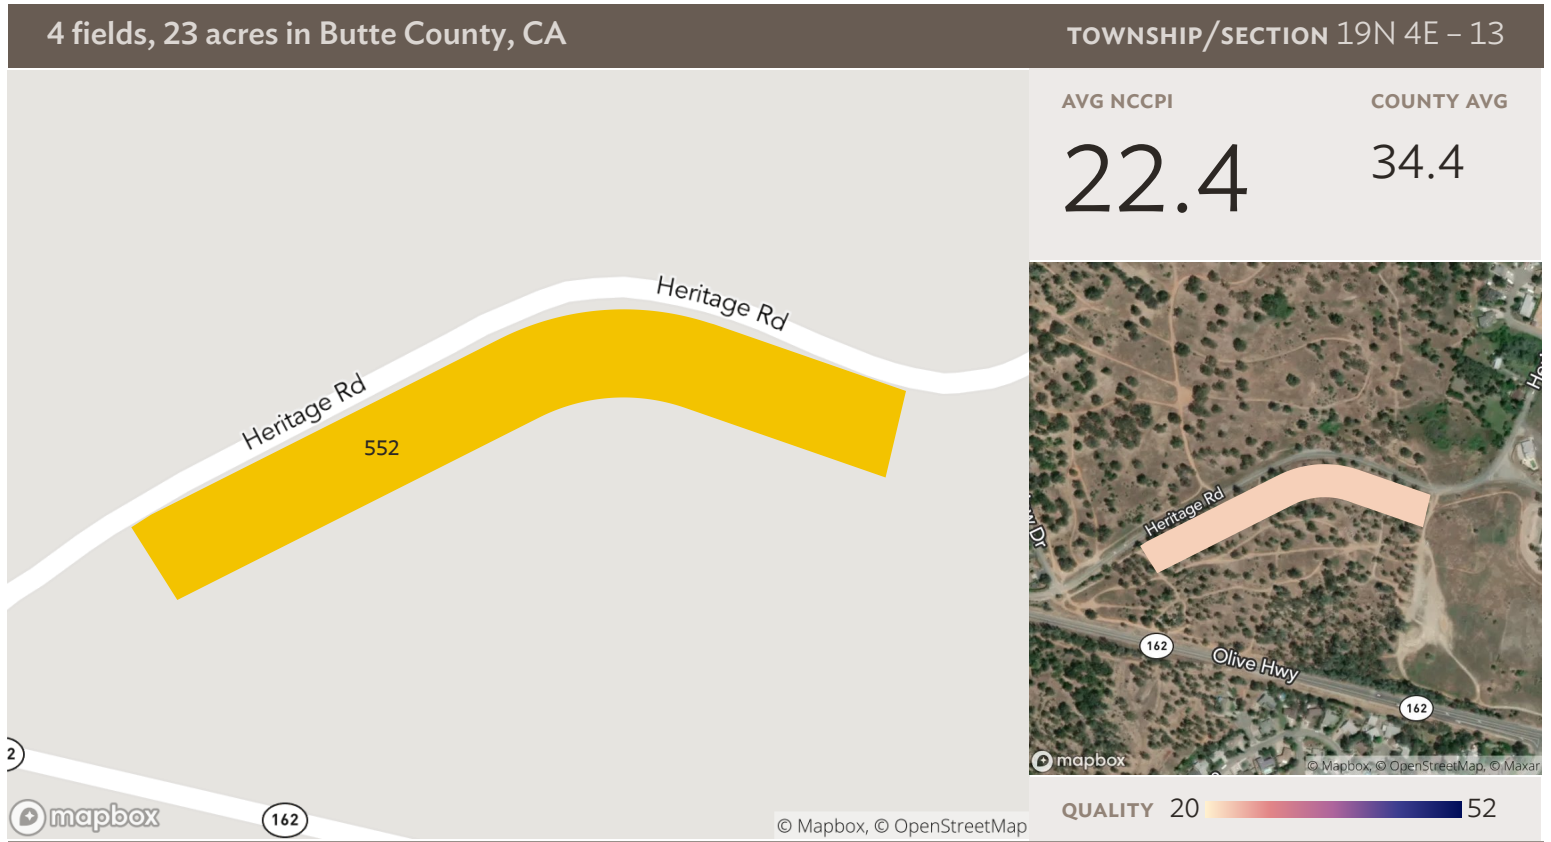 4 fields, 23 acres in Butte County, CA
TOWNSHIP/SECTION 19N 4E – 13
AVG NCCPI
COUNTY AVG
22.4
34.4
Heritage Rd
Heritage Rd
552
2
162
mapbox
© Mapbox, © OpenStreetMap
Heritage Rd
w Dr
162
Olive Hwy
162
mapbox
© Mapbox, © OpenStreetMap, © Maxar
QUALITY 20
52